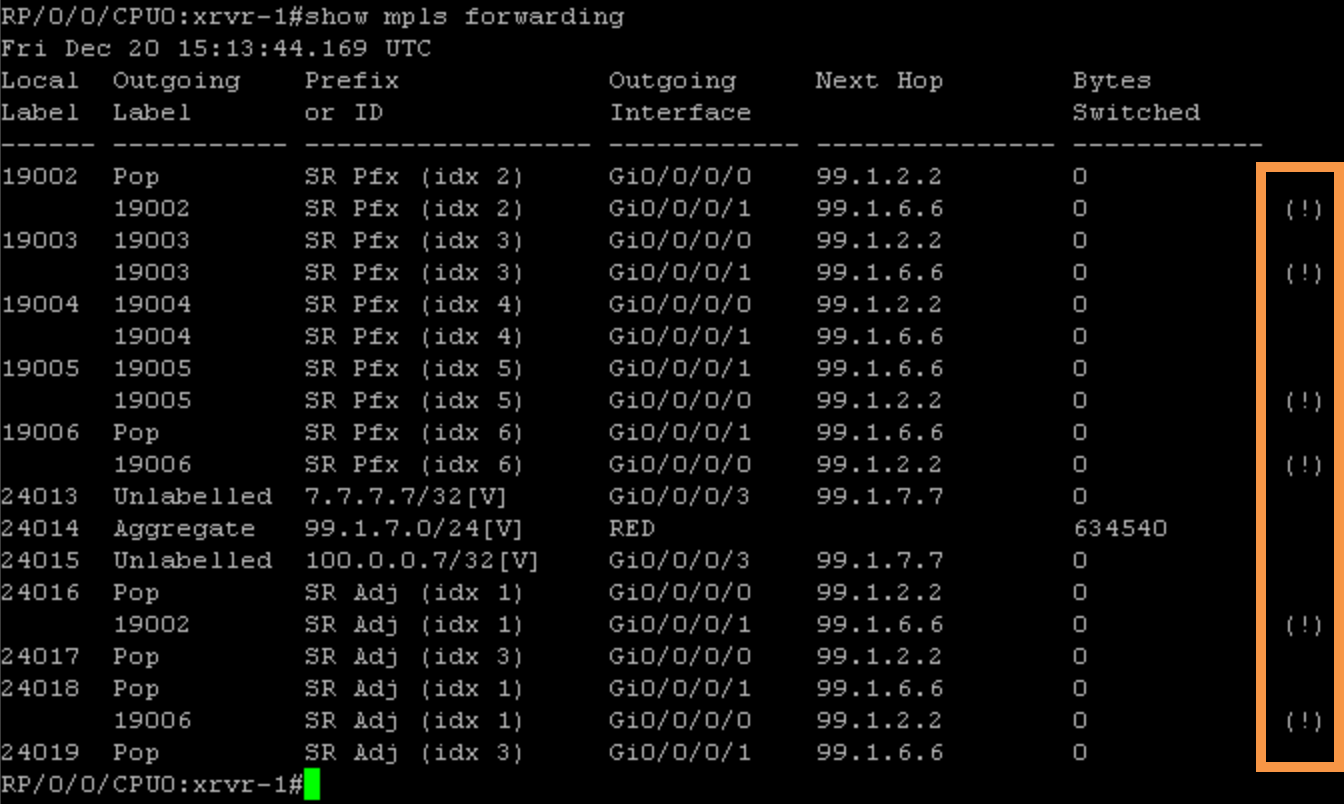 RP/0/0/CPU0:xrvr-1#show mpls forwarding
Fri Dec 20 15:13:44.169 UTC
Local  Outgoing    Prefix             Outgoing     Next Hop        Bytes
Label  Label       or ID              Interface                    Switched
------ ----------- ------------------ ------------ --------------- ------------
19002  Pop         SR Pfx (idx 2)     Gi0/0/0/0    99.1.2.2        0
       19002       SR Pfx (idx 2)     Gi0/0/0/1    99.1.6.6        0            (!)
19003  19003       SR Pfx (idx 3)     Gi0/0/0/0    99.1.2.2        0
       19003       SR Pfx (idx 3)     Gi0/0/0/1    99.1.6.6        0            (!)
19004  19004       SR Pfx (idx 4)     Gi0/0/0/0    99.1.2.2        0
       19004       SR Pfx (idx 4)     Gi0/0/0/1    99.1.6.6        0
19005  19005       SR Pfx (idx 5)     Gi0/0/0/1    99.1.6.6        0
       19005       SR Pfx (idx 5)     Gi0/0/0/0    99.1.2.2        0            (!)
19006  Pop         SR Pfx (idx 6)     Gi0/0/0/1    99.1.6.6        0
       19006       SR Pfx (idx 6)     Gi0/0/0/0    99.1.2.2        0            (!)
24013  Unlabelled  7.7.7.7/32[V]      Gi0/0/0/3    99.1.7.7        0
24014  Aggregate   99.1.7.0/24[V]     RED                          634540
24015  Unlabelled  100.0.0.7/32[V]    Gi0/0/0/3    99.1.7.7        0
24016  Pop         SR Adj (idx 1)     Gi0/0/0/0    99.1.2.2        0
       19002       SR Adj (idx 1)     Gi0/0/0/1    99.1.6.6        0            (!)
24017  Pop         SR Adj (idx 3)     Gi0/0/0/0    99.1.2.2        0
24018  Pop         SR Adj (idx 1)     Gi0/0/0/1    99.1.6.6        0
       19006       SR Adj (idx 1)     Gi0/0/0/0    99.1.2.2        0            (!)
24019  Pop         SR Adj (idx 3)     Gi0/0/0/1    99.1.6.6        0
RP/0/0/CPU0:xrvr-1#